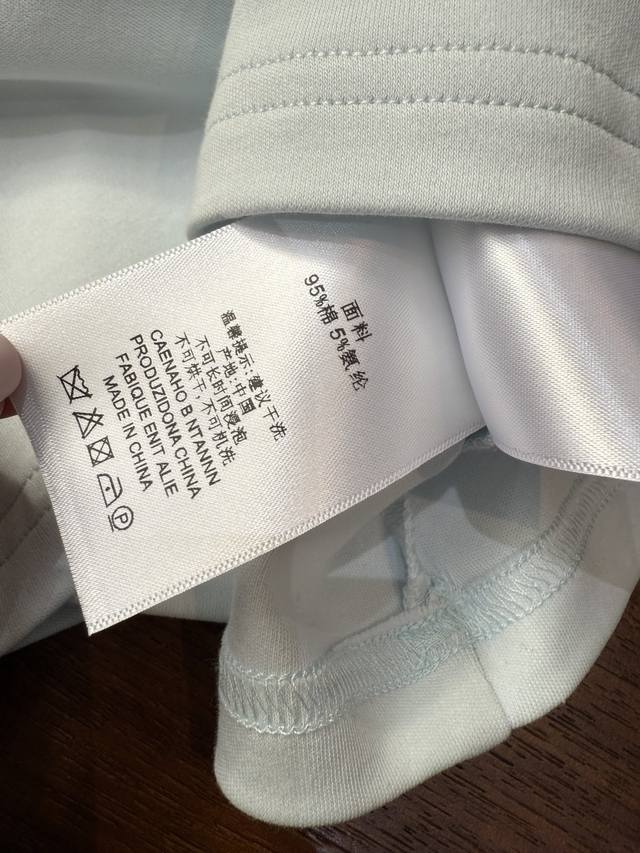 面料
95%棉 5%氨纶
温馨提示:建议干洗
产地:中国
不可长时间浸泡
不可烘干,不可机洗
CAENAHO B NTANNN
PRODUZIDONA CHINA
FABIQUE ENIT ALIE
MADE IN CHINA
P